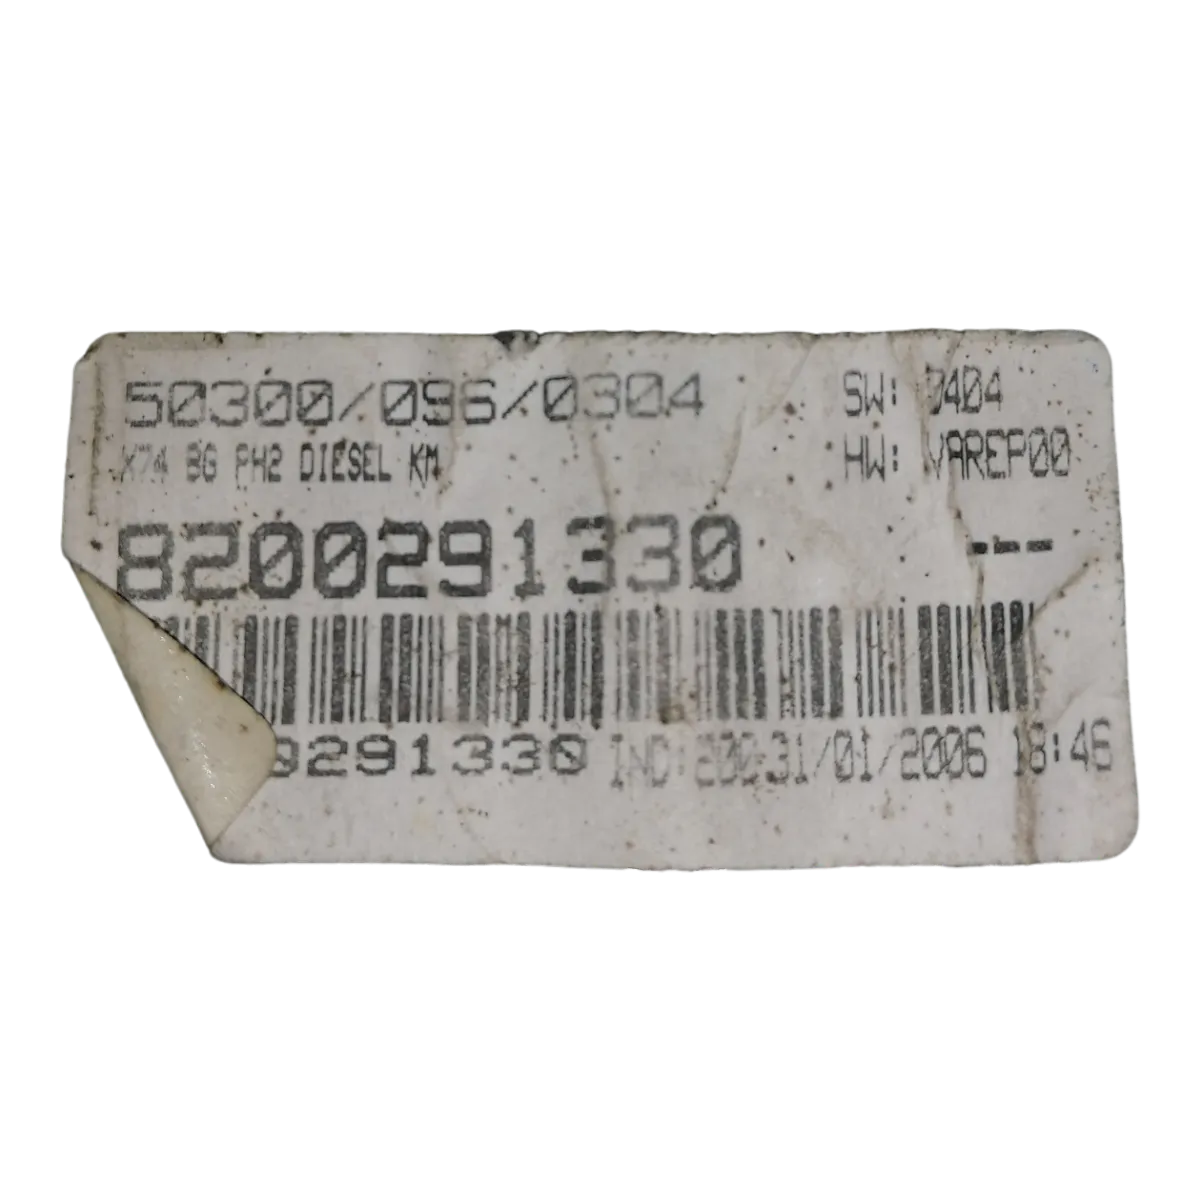 50300/096/0304
SW: 0404
X74 BG PH2 DIESEL KM
HW: VAREP00
8200291330
---
0291330 IND: 200 31/01/2006 18:46